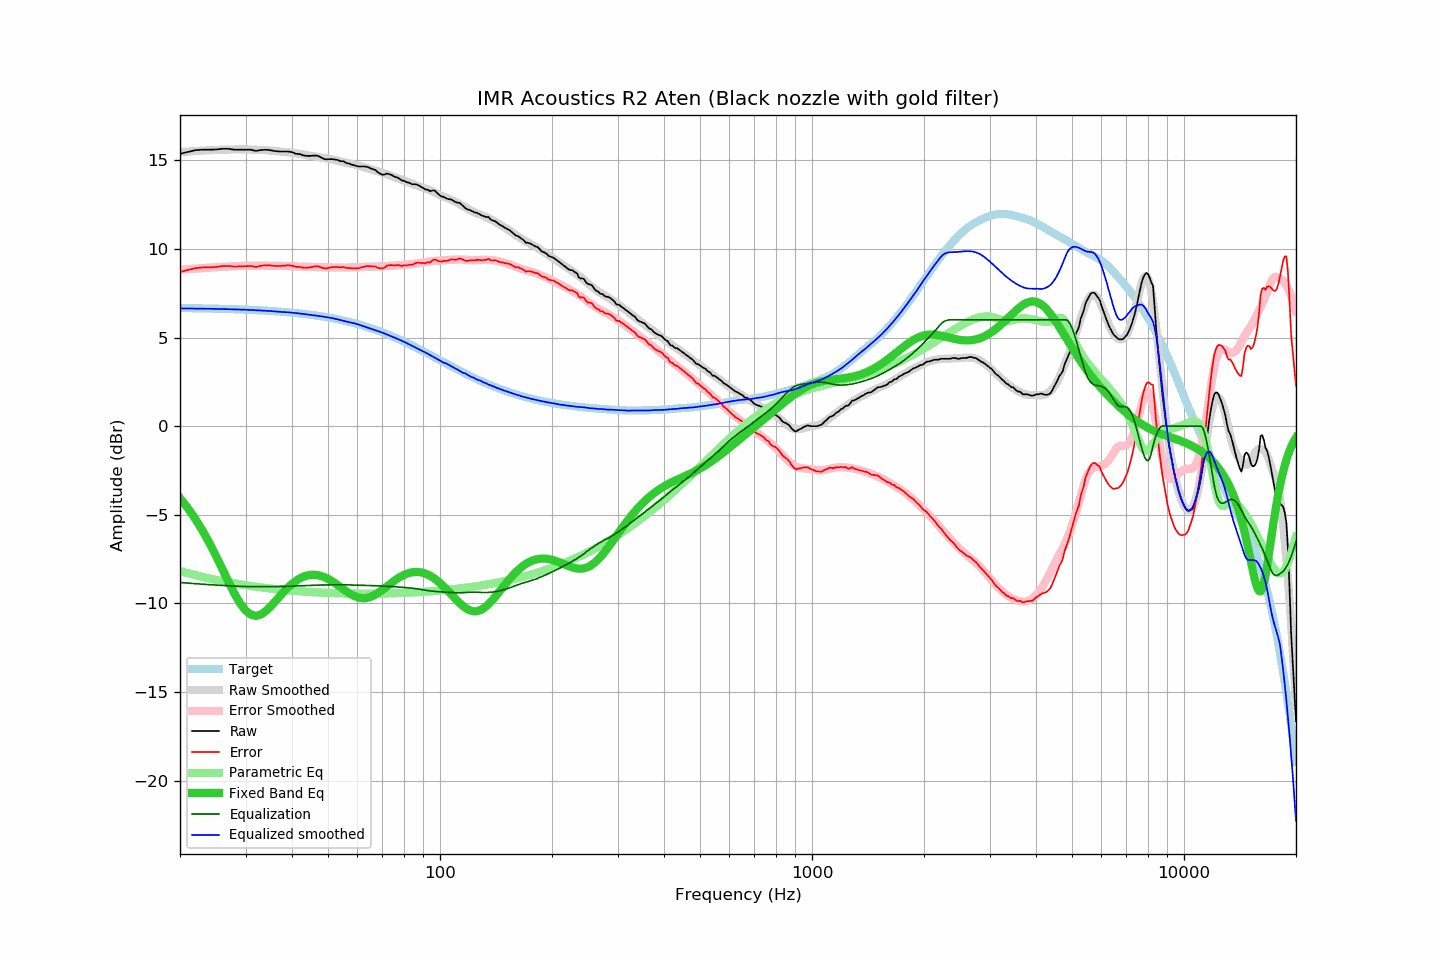 IMR Acoustics R2 Aten (Black nozzle with gold filter)
15
10
5
0
−5
−10
−15
−20
Amplitude (dBr)
Target
Raw Smoothed
Error Smoothed
Raw
Error
Parametric Eq
Fixed Band Eq
Equalization
Equalized smoothed
100
1000
10000
Frequency (Hz)